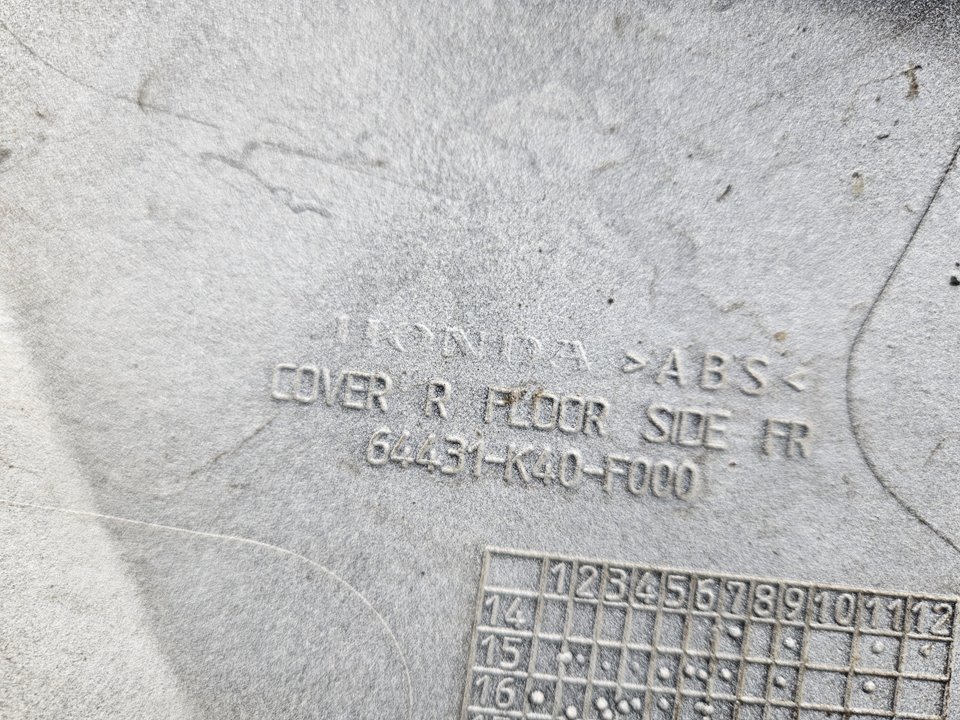 HONDA >ABS<
COVER R FLOOR SIDE FR
64431-K40-F000
1 2 3 4 5 6 7 8 9 10 11 12
14
15
16